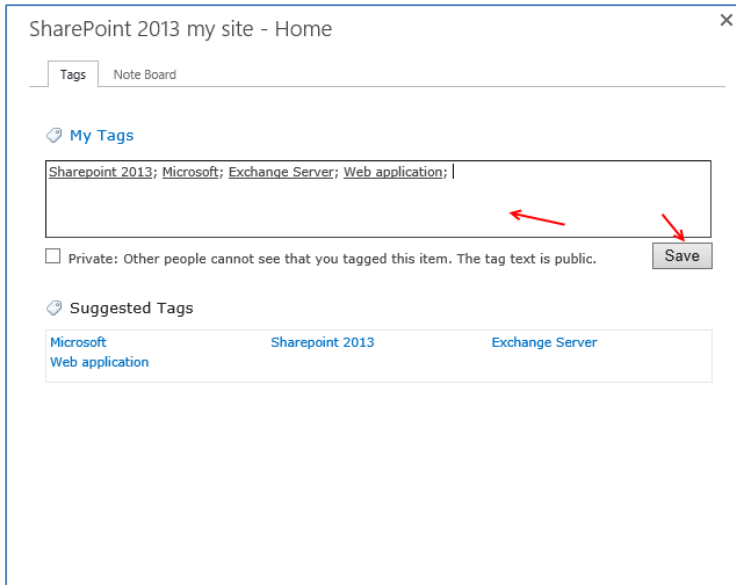 SharePoint 2013 my site - Home
Tags Note Board
My Tags
Sharepoint 2013; Microsoft; Exchange Server; Web application;
Private: Other people cannot see that you tagged this item. The tag text is public. Save
Suggested Tags
Microsoft Sharepoint 2013 Exchange Server
Web application